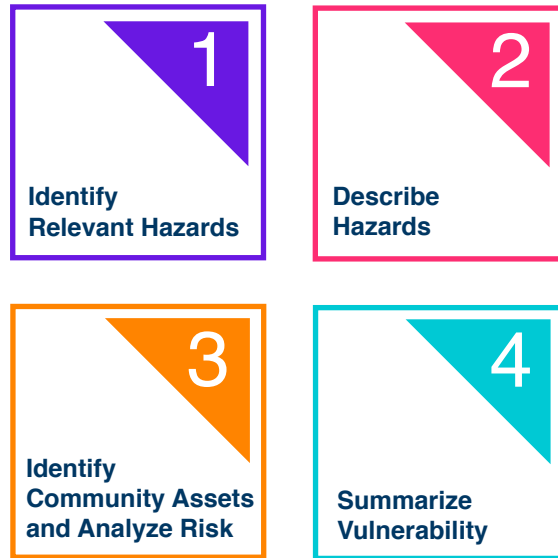 1
Identify
Relevant Hazards
2
Describe
Hazards
3
Identify
Community Assets
and Analyze Risk
4
Summarize
Vulnerability